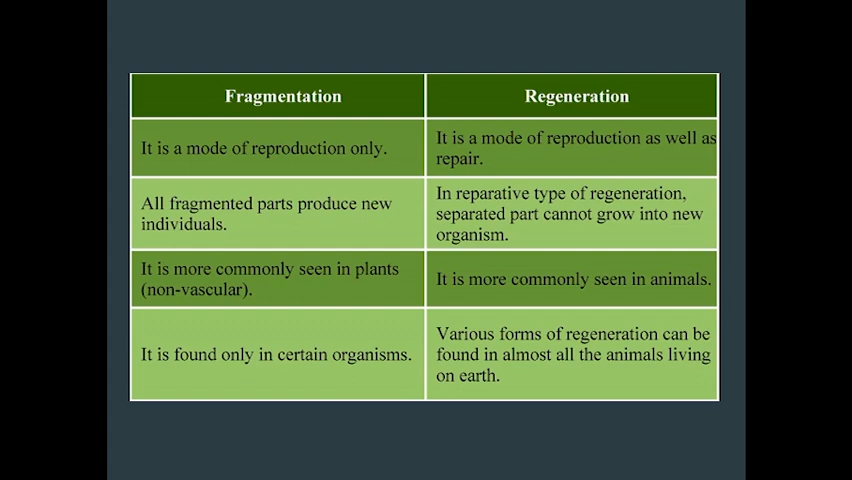 Fragmentation
Regeneration
It is a mode of reproduction only.
It is a mode of reproduction as well as
repair.
All fragmented parts produce new
individuals.
In reparative type of regeneration,
separated part cannot grow into new
organism.
It is more commonly seen in plants
(non-vascular).
It is more commonly seen in animals.
It is found only in certain organisms.
Various forms of regeneration can be
found in almost all the animals living
on earth.